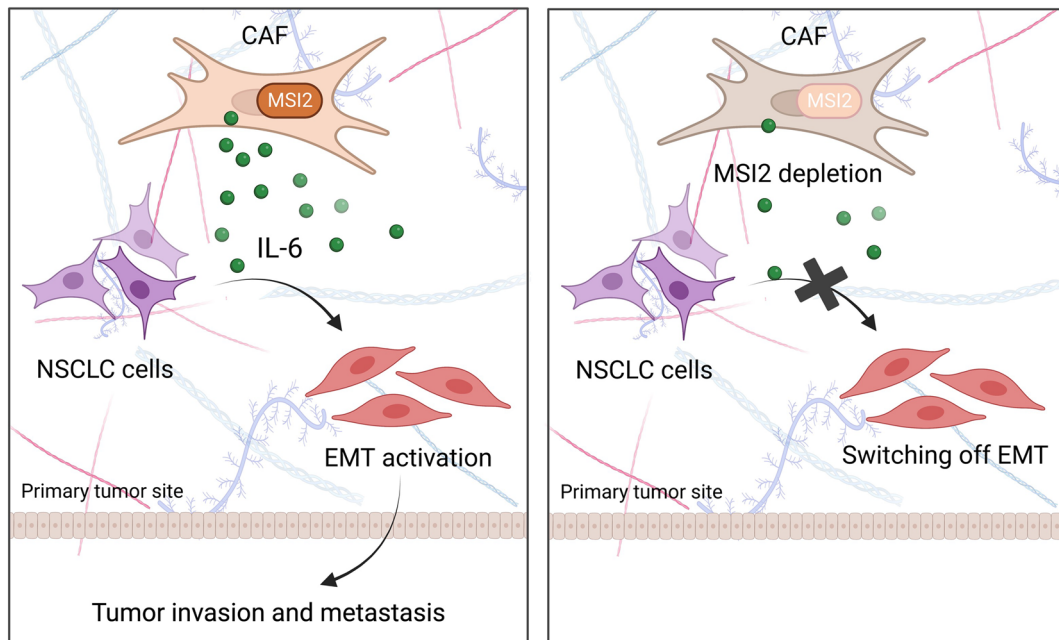 CAF
MSI2
IL-6
NSCLC cells
EMT activation
Primary tumor site
Tumor invasion and metastasis
CAF
MSI2
MSI2 depletion
NSCLC cells
Switching off EMT
Primary tumor site